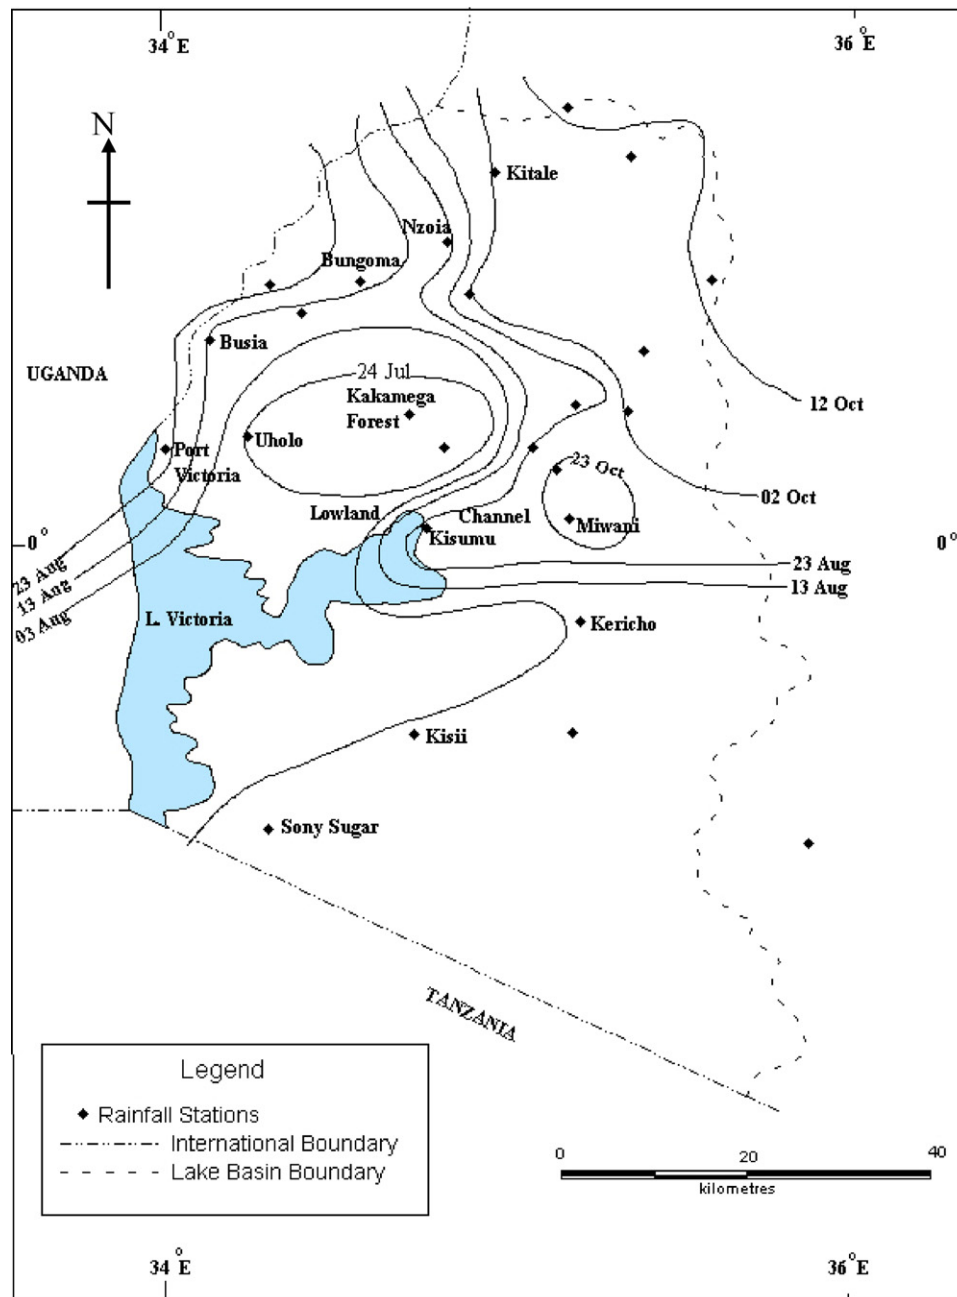 34°E
36°E
N
Kitale
Nzoia
Bungoma
Busia
UGANDA
24 Jul
Kakamega
Forest
12 Oct
Uholo
Port
Victoria
23 Oct
02 Oct
Lowland
Channel
Kisumu
Miwani
0°
0°
23 Aug
13 Aug
03 Aug
23 Aug
13 Aug
L. Victoria
Kericho
Kisii
Sony Sugar
TANZANIA
Legend
Rainfall Stations
International Boundary
Lake Basin Boundary
0 20 40
kilometres
34°E
36°E